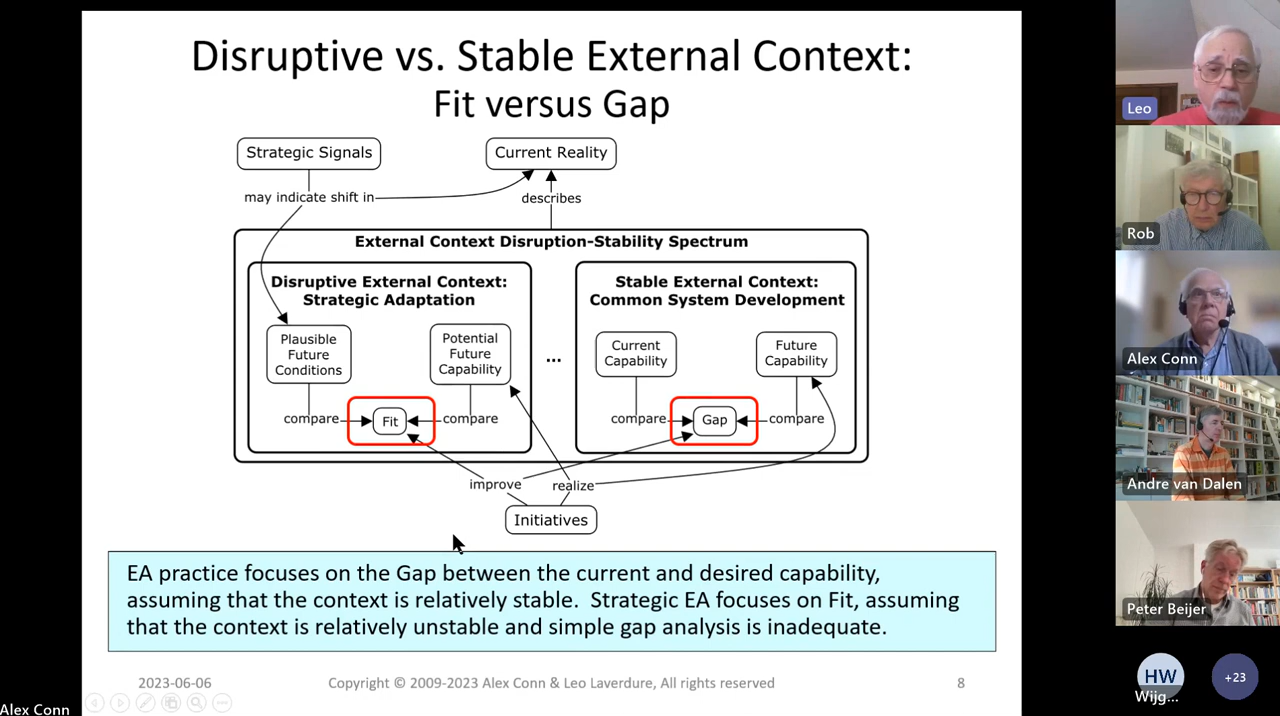 Disruptive vs. Stable External Context:
Fit versus Gap
Strategic Signals
Current Reality
may indicate shift in
describes
External Context Disruption-Stability Spectrum
Disruptive External Context:
Strategic Adaptation
Stable External Context:
Common System Development
Plausible
Future
Conditions
Potential
Future
Capability
...
Current
Capability
Future
Capability
compare
Fit
compare
compare
Gap
compare
improve
realize
Initiatives
EA practice focuses on the Gap between the current and desired capability,
assuming that the context is relatively stable.  Strategic EA focuses on Fit, assuming
that the context is relatively unstable and simple gap analysis is inadequate.
2023-06-06
Copyright © 2009-2023 Alex Conn & Leo Laverdure, All rights reserved
8
Alex Conn
Leo
Rob
Alex Conn
Andre van Dalen
Peter Beijer
HW
Wijg...
+23